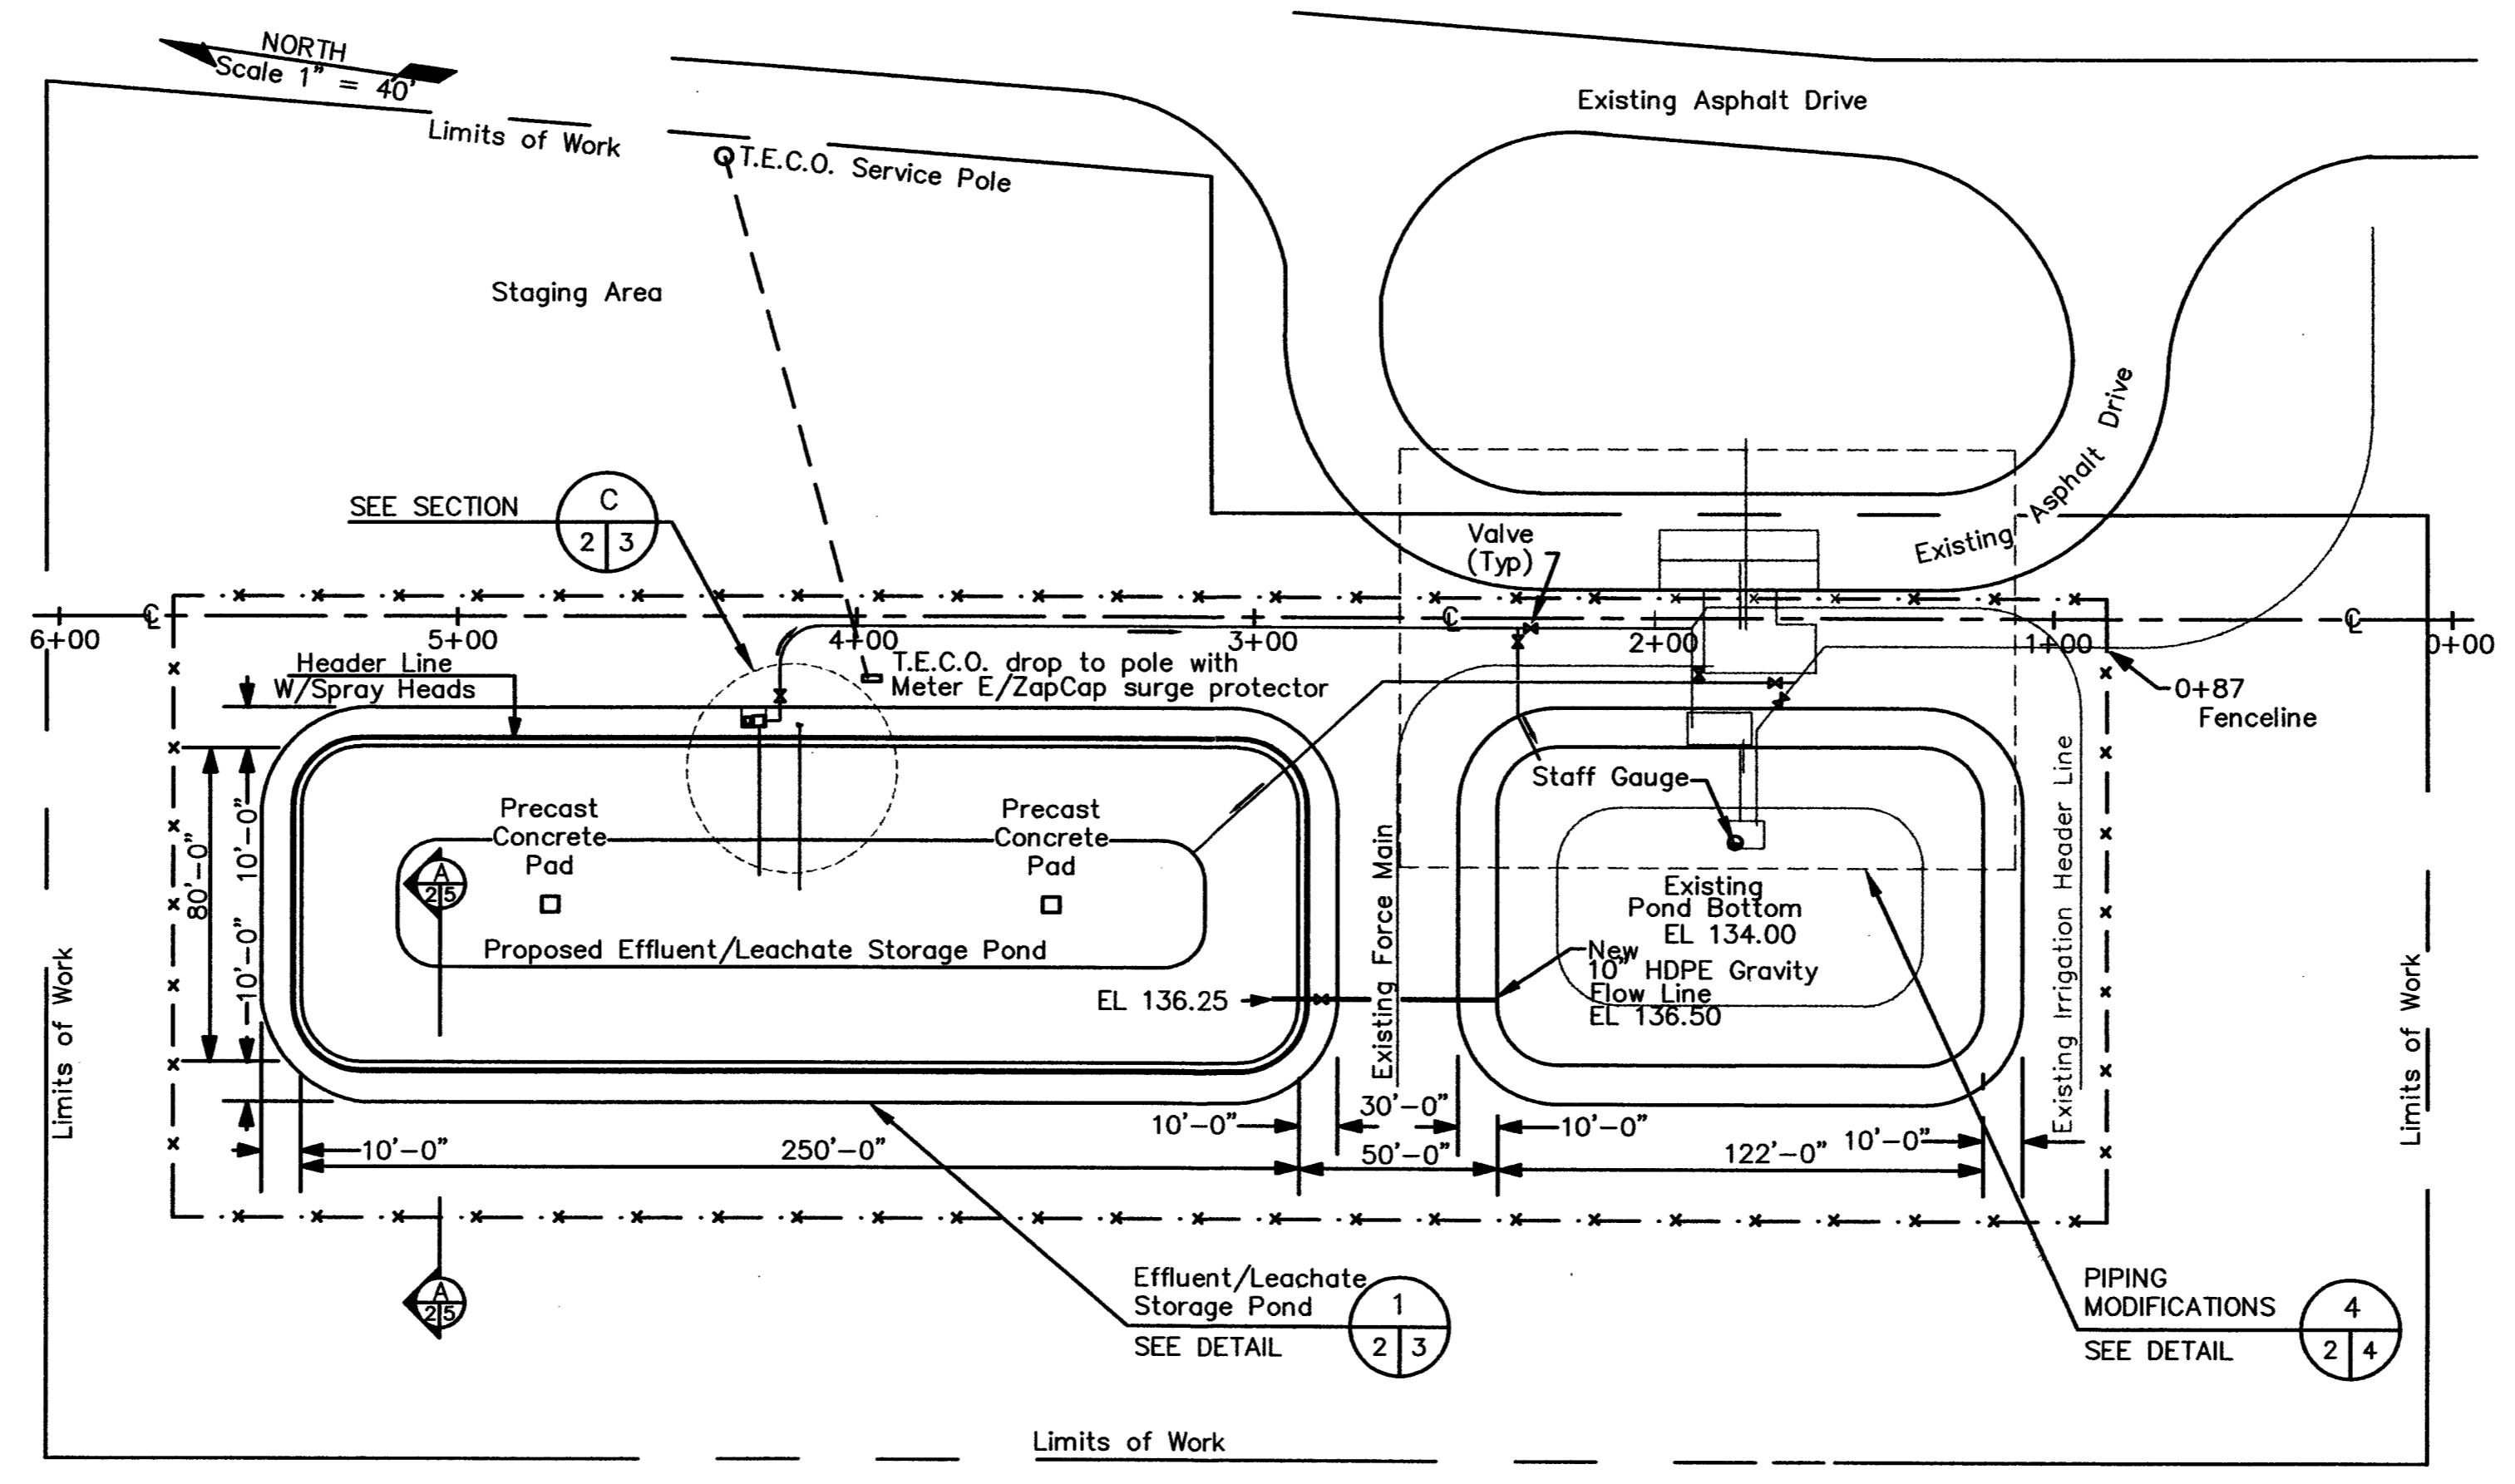 NORTH
Scale 1" = 40'
Limits of Work
T.E.C.O. Service Pole
Existing Asphalt Drive
Staging Area
Existing Asphalt Drive
SEE SECTION
C
2 3
Valve
(Typ)
℄
℄
℄
6+00
5+00
4+00
3+00
2+00
1+00
0+00
Header Line
W/Spray Heads
T.E.C.O. drop to pole with
Meter E/ZapCap surge protector
0+87
Fenceline
Staff Gauge
80'-0"
10'-0"
10'-0"
Precast
Concrete
Pad
Precast
Concrete
Pad
A
2 5
Proposed Effluent/Leachate Storage Pond
Existing Force Main
Existing
Pond Bottom
EL 134.00
New
10" HDPE Gravity
Flow Line
EL 136.50
EL 136.25
Existing Irrigation Header Line
Limits of Work
Limits of Work
10'-0"
250'-0"
10'-0"
30'-0"
50'-0"
10'-0"
122'-0"
10'-0"
A
2 5
Effluent/Leachate
Storage Pond
SEE DETAIL
1
2 3
PIPING
MODIFICATIONS
SEE DETAIL
4
2 4
Limits of Work